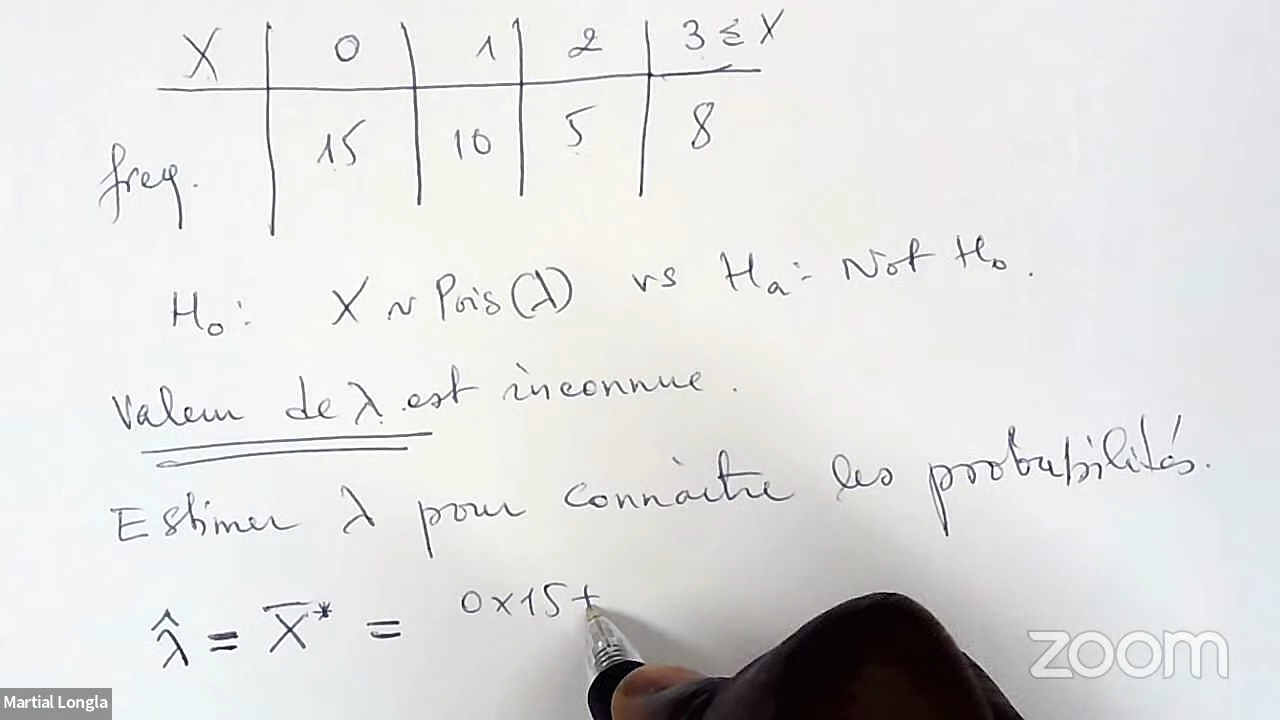 X 0 1 2 3 ≤ X
freq. 15 10 5 8
H₀: X ~ Pois(λ) vs Hₐ: Not H₀.
Valeur de λ est inconnue.
Estimer λ pour connaître les probabilités.
λ̂ = X̄* = 0×15+
zoom
Martial Longla